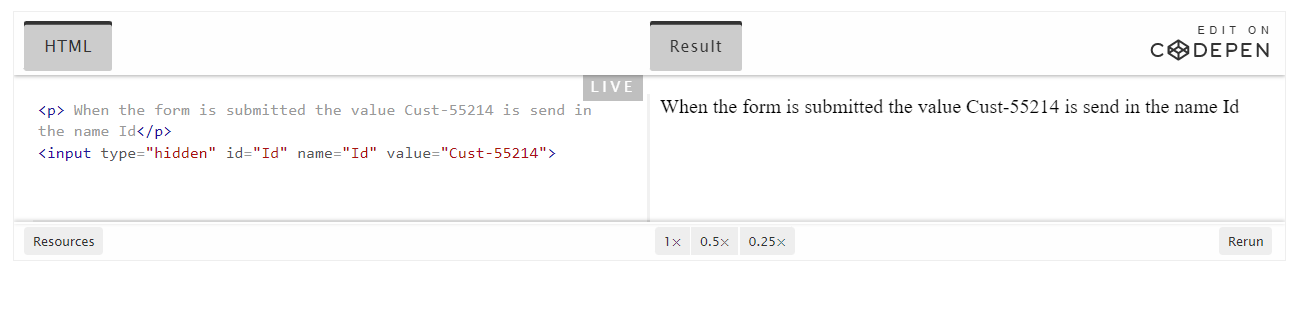 HTML
Result
EDIT ON
CODEPEN
LIVE
<p> When the form is submitted the value Cust-55214 is send in
the name Id</p>
<input type="hidden" id="Id" name="Id" value="Cust-55214">
When the form is submitted the value Cust-55214 is send in the name Id
Resources
1× 0.5× 0.25×
Rerun